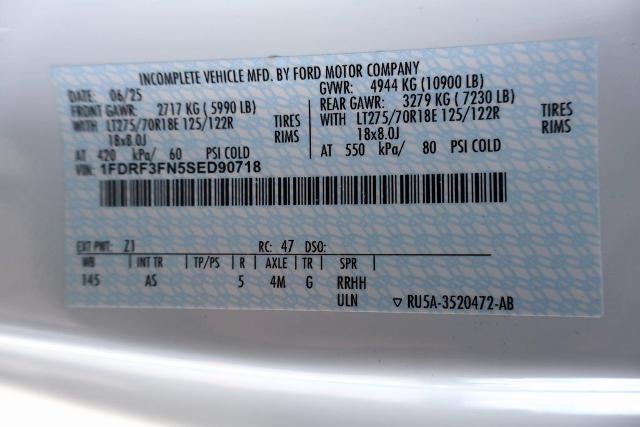 INCOMPLETE VEHICLE MFD. BY FORD MOTOR COMPANY
DATE: 06/25 GVWR: 4944 KG (10900 LB)
FRONT GAWR: 2717 KG ( 5990 LB) REAR GAWR: 3279 KG ( 7230 LB)
WITH LT275/70R18E 125/122R TIRES WITH LT275/70R18E 125/122R TIRES
18x8.0J RIMS 18x8.0J RIMS
AT 420 kPa/ 60 PSI COLD AT 550 kPa/ 80 PSI COLD
VIN: 1FDRF3FN5SED90718
EXT PNT: Z1 RC: 47 DSO:
WB INT TR TP/PS R AXLE TR SPR
145 AS 5 4M G RRHH
ULN ▽ RU5A-3520472-AB